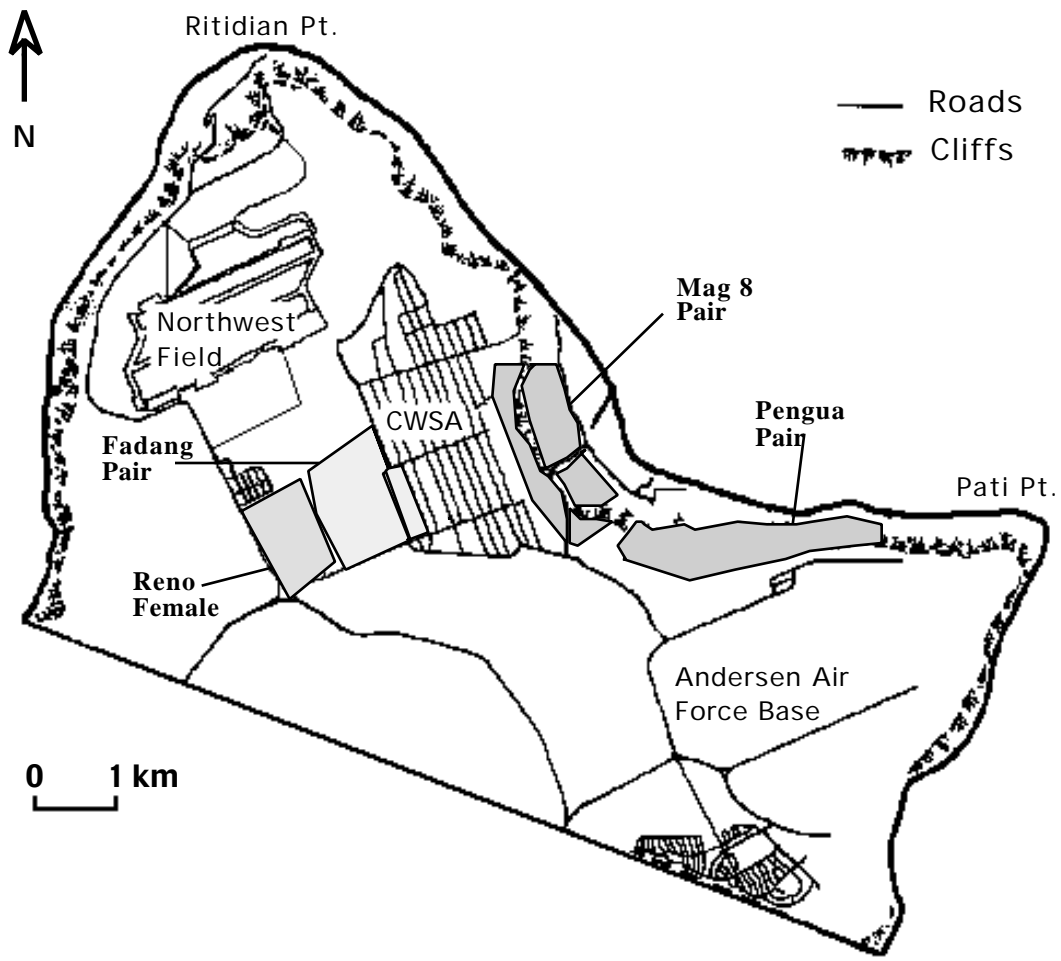 Ritidian Pt.
N
Roads
Cliffs
Mag 8
Pair
Northwest
Field
CWSA
Pengua
Pair
Fadang
Pair
Pati Pt.
Reno
Female
Andersen Air
Force Base
0 1 km